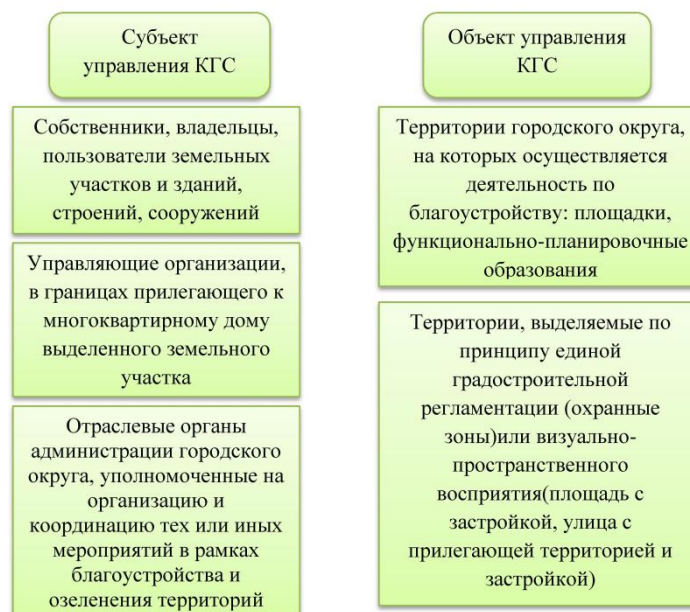 Субъект
управления КГС
Собственники, владельцы,
пользователи земельных
участков и зданий,
строений, сооружений
Управляющие организации,
в границах прилегающего к
многоквартирному дому
выделенного земельного
участка
Отраслевые органы
администрации городского
округа, уполномоченные на
организацию и
координацию тех или иных
мероприятий в рамках
благоустройства и
озеленения территорий
Объект управления
КГС
Территории городского округа,
на которых осуществляется
деятельность по
благоустройству: площадки,
функционально-планировочные
образования
Территории, выделяемые по
принципу единой
градостроительной
регламентации (охранные
зоны)или визуально-
пространственного
восприятия(площадь с
застройкой, улица с
прилегающей территорией и
застройкой)